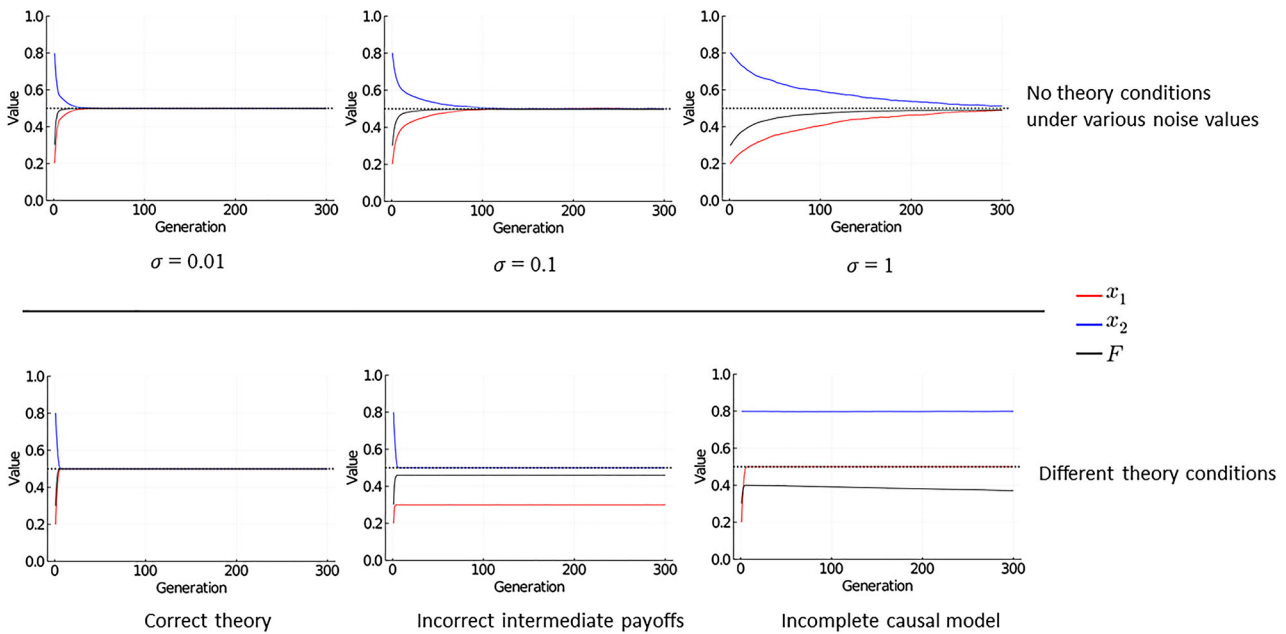 1.0 1.0 1.0
0.8 0.8 0.8
0.6 0.6 0.6
0.4 0.4 0.4
0.2 0.2 0.2
0.0 0.0 0.0
Value Value Value
0 100 200 300 0 100 200 300 0 100 200 300
Generation Generation Generation
σ = 0.01 σ = 0.1 σ = 1
No theory conditions
under various noise values
x₁
x₂
F
1.0 1.0 1.0
0.8 0.8 0.8
0.6 0.6 0.6
0.4 0.4 0.4
0.2 0.2 0.2
0.0 0.0 0.0
Value Value Value
0 100 200 300 0 100 200 300 0 100 200 300
Generation Generation Generation
Different theory conditions
Correct theory Incorrect intermediate payoffs Incomplete causal model